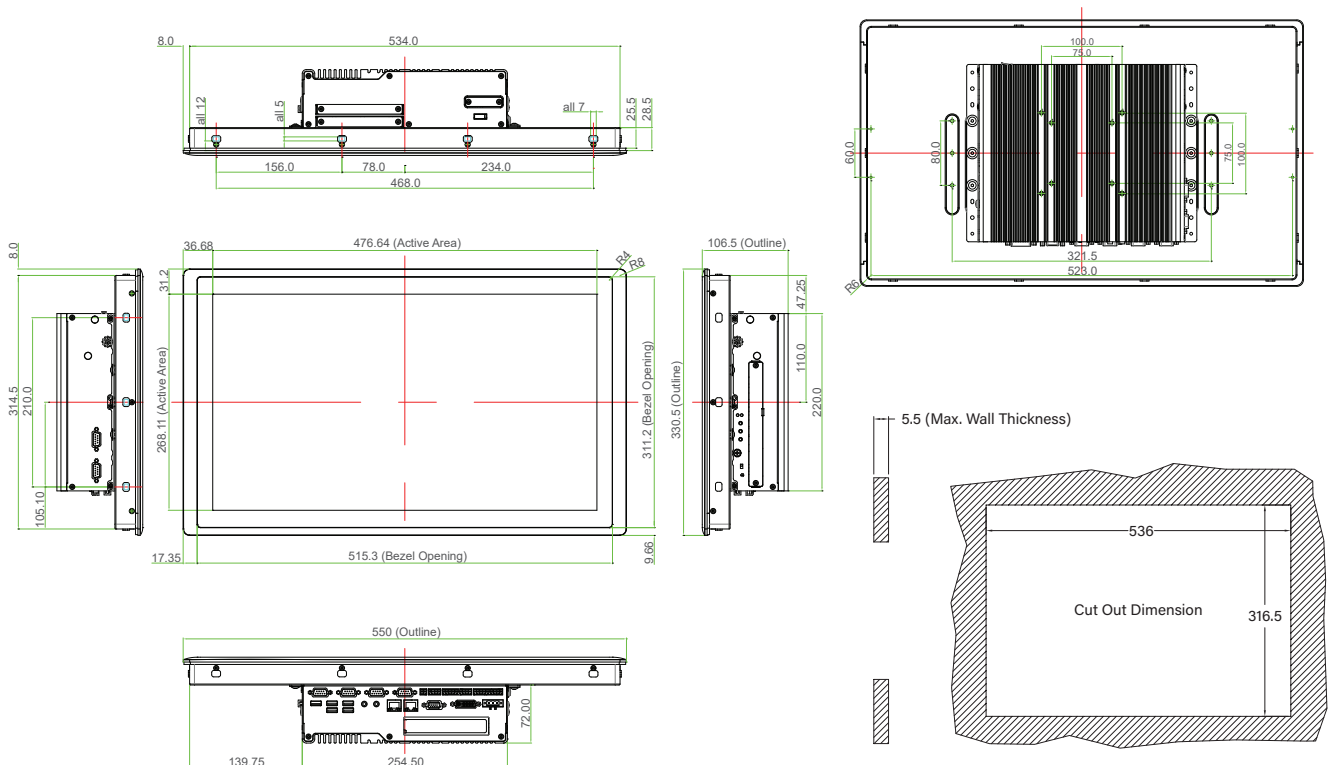 8.0
534.0
all 12
all 5
all 7
25.5
28.5
156.0
78.0
234.0
468.0
100.0
75.0
60.0
80.0
75.0
100.0
321.5
523.0
R6
8.0
314.5
210.0
105.10
36.68
476.64 (Active Area)
R4
R8
31.2
268.11 (Active Area)
311.2 (Bezel Opening)
330.5 (Outline)
17.35
515.3 (Bezel Opening)
9.66
106.5 (Outline)
47.25
110.0
220.0
5.5 (Max. Wall Thickness)
536
Cut Out Dimension
316.5
550 (Outline)
72.00
139.75
254.50